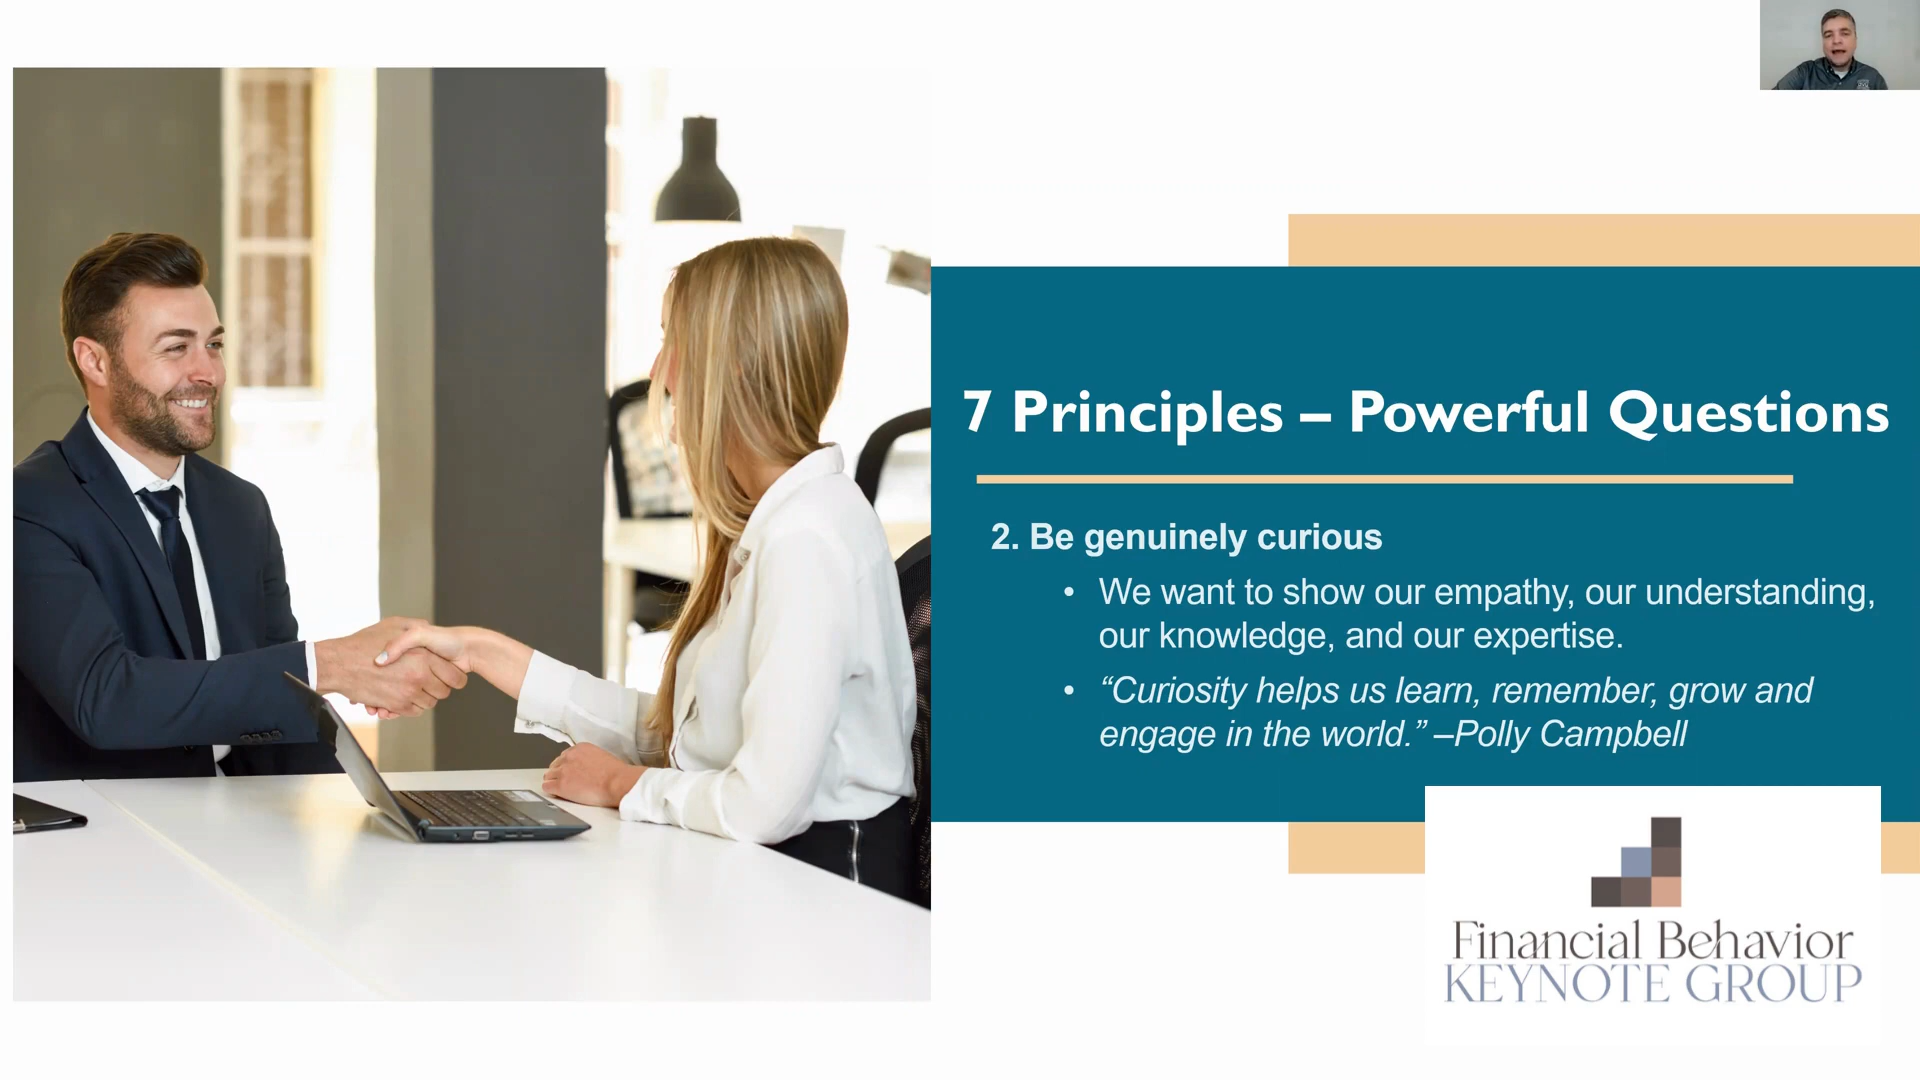 7 Principles – Powerful Questions
2. Be genuinely curious
• We want to show our empathy, our understanding,
our knowledge, and our expertise.
• “Curiosity helps us learn, remember, grow and
engage in the world.” –Polly Campbell
Financial Behavior
KEYNOTE GROUP